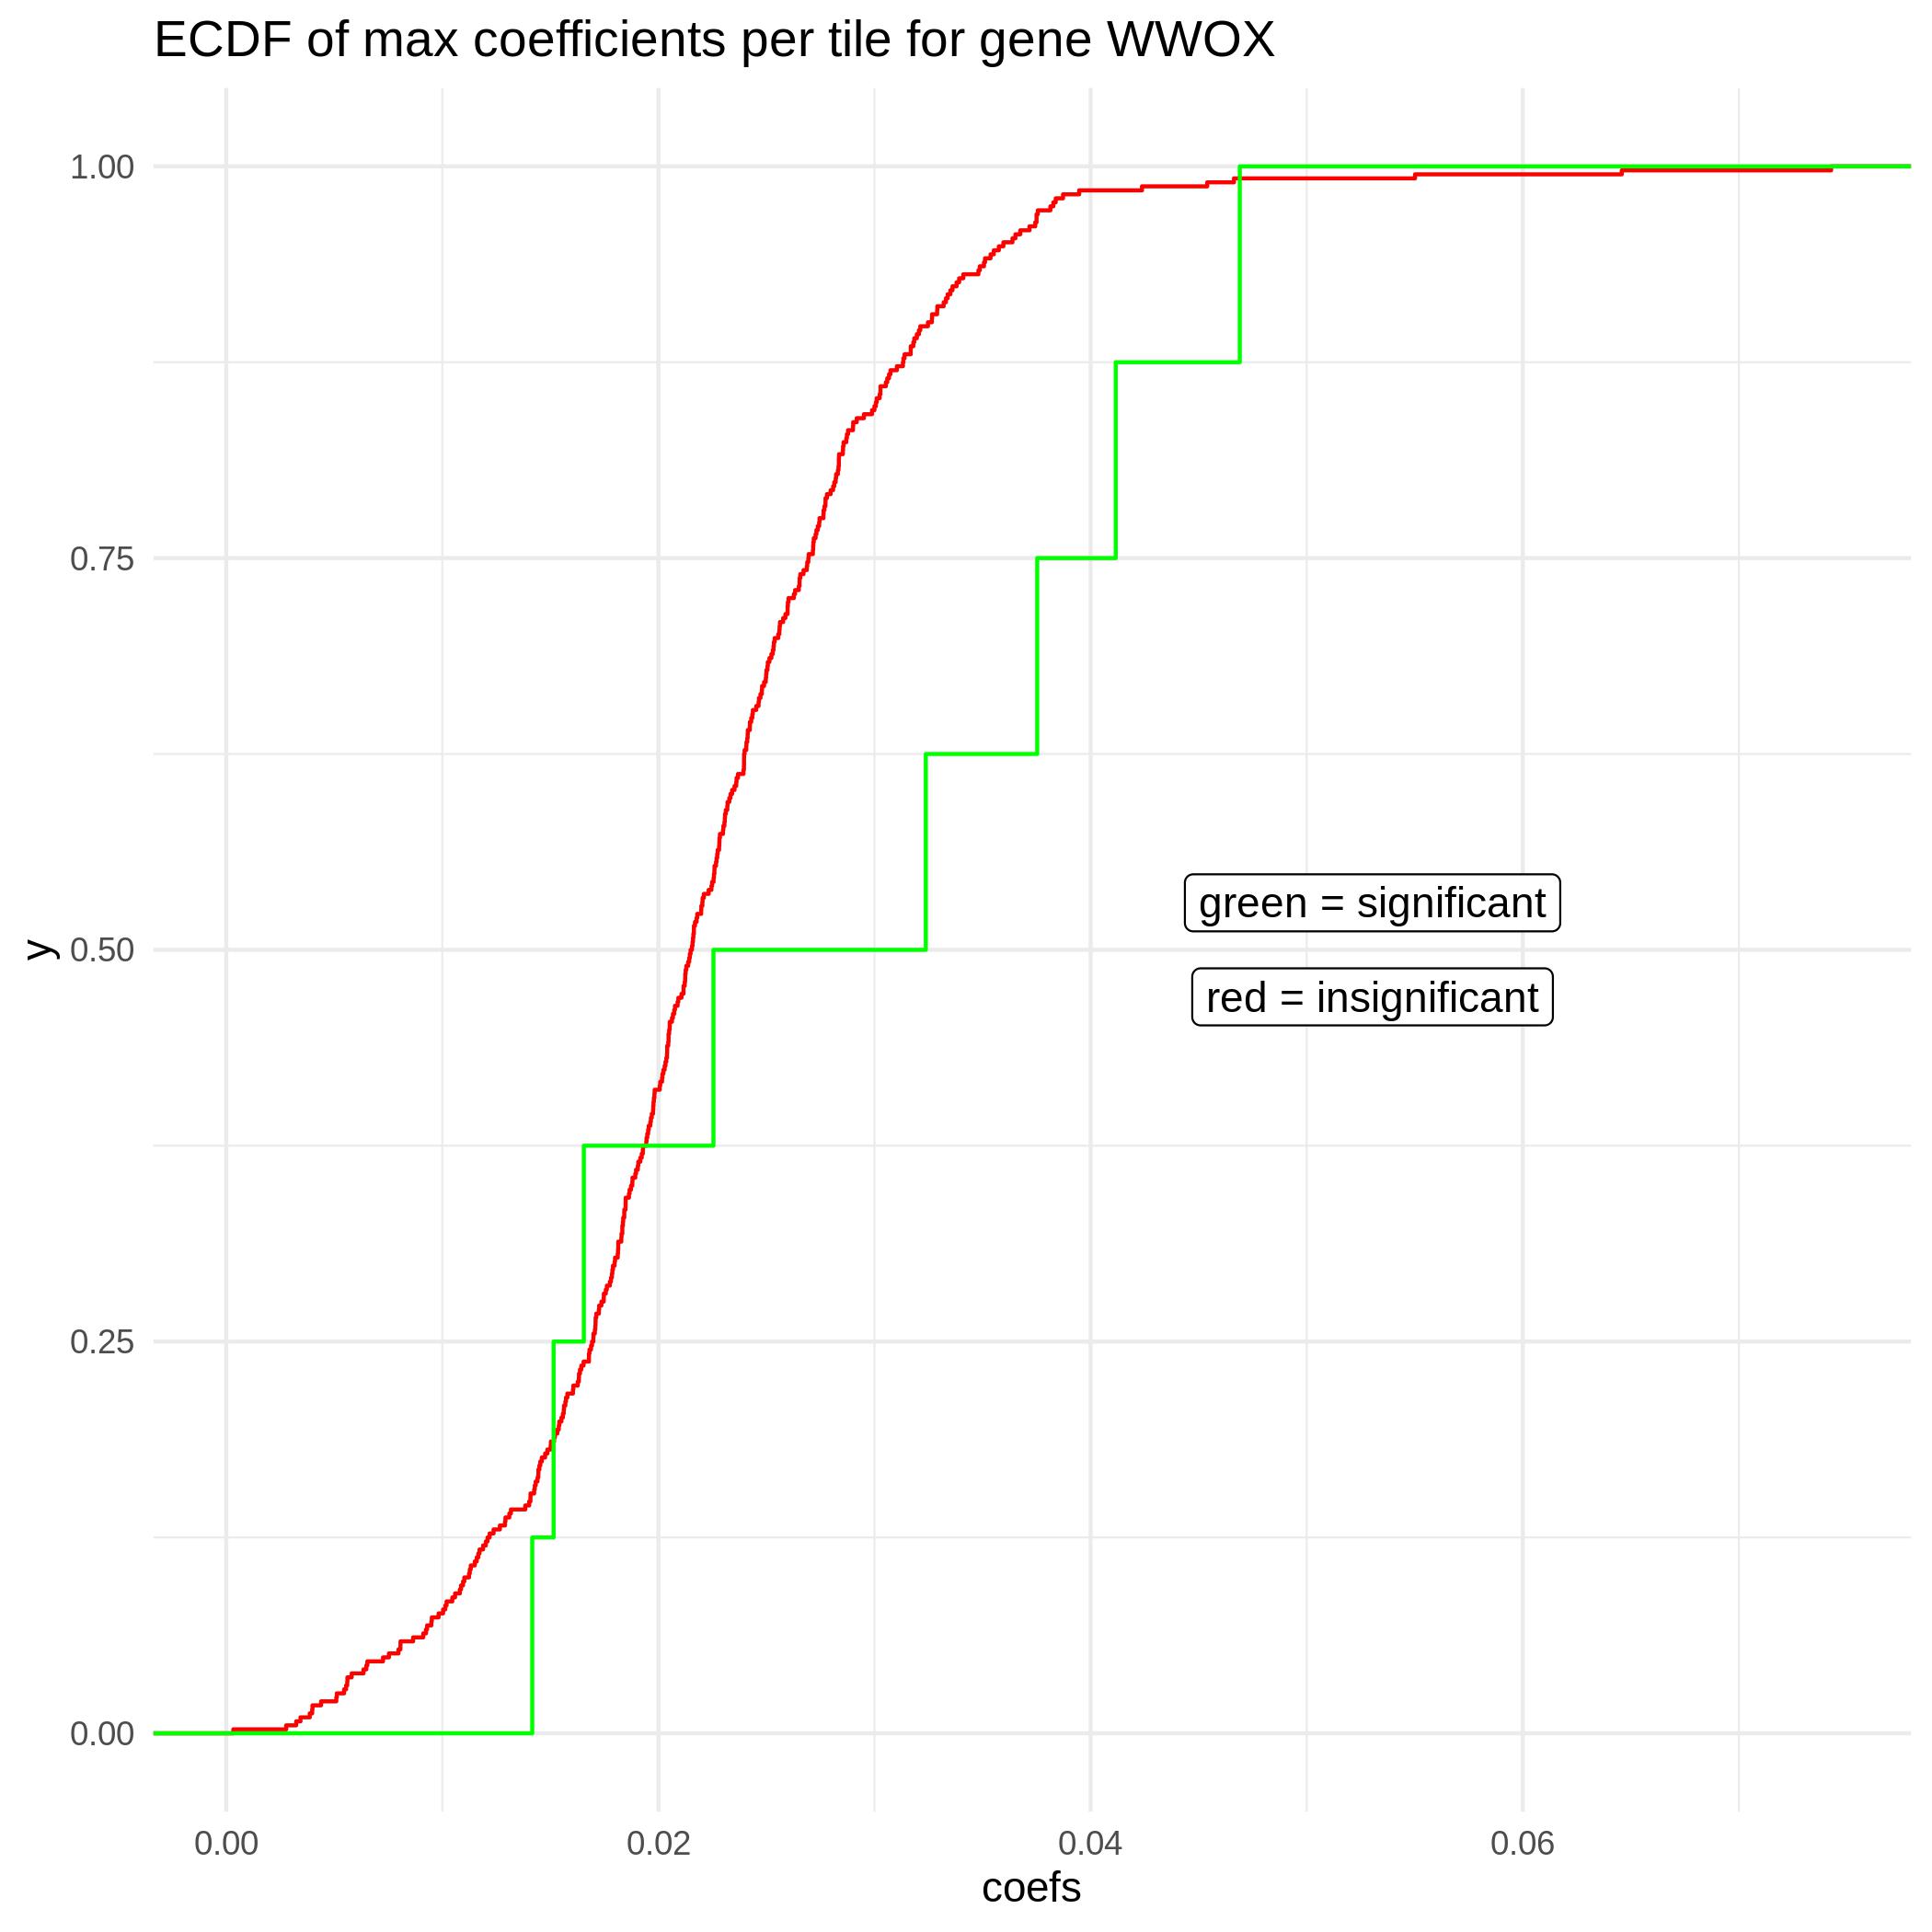 ECDF of max coefficients per tile for gene WWOX
1.00
0.75
green = significant
y
0.50
red = insignificant
0.25
0.00
0.00
0.02
0.04
0.06
coefs